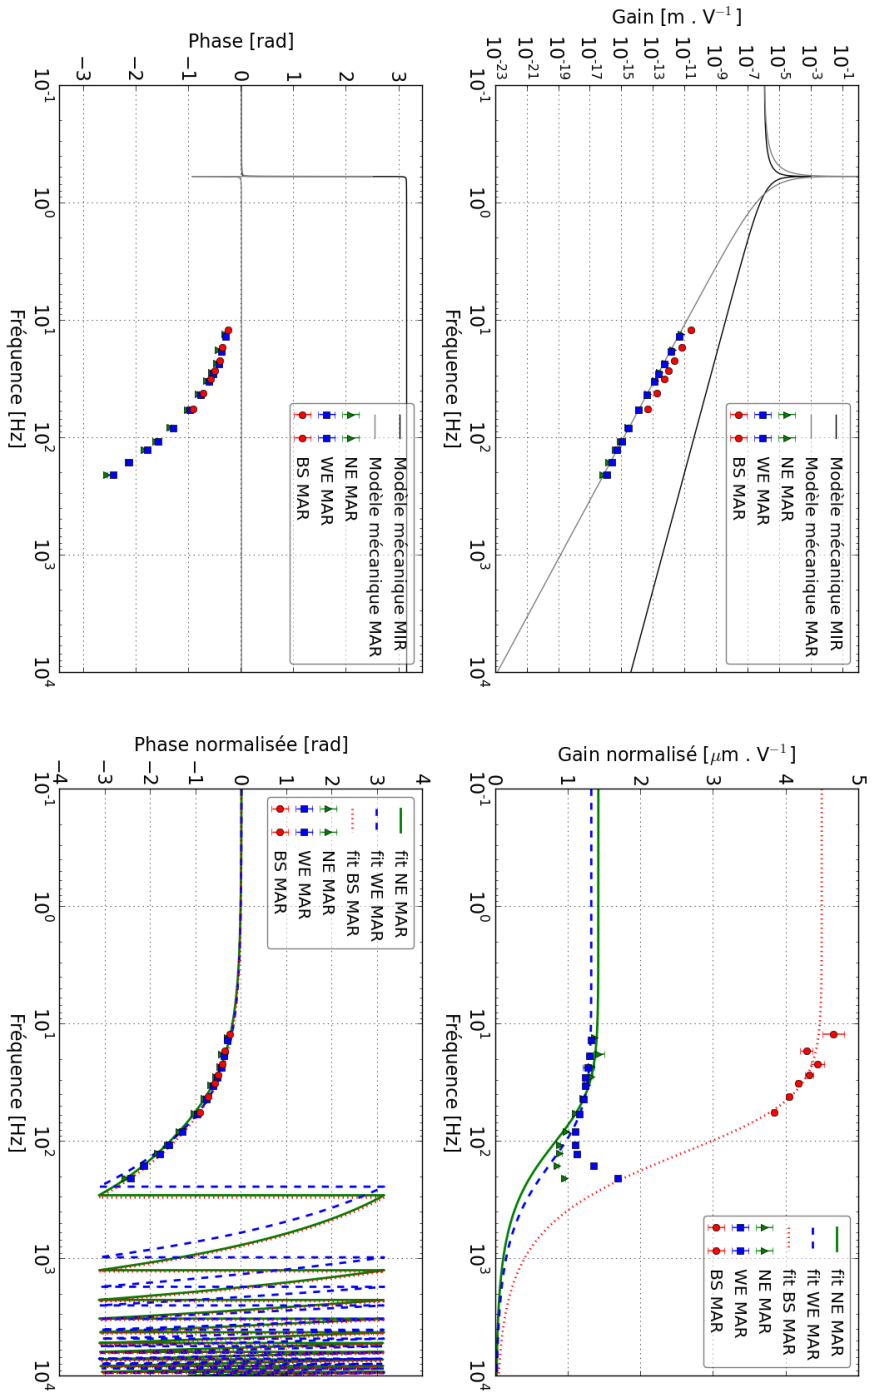 Gain [m . V⁻¹]
10⁻¹
10⁻³
10⁻⁵
10⁻⁷
10⁻⁹
10⁻¹¹
10⁻¹³
10⁻¹⁵
10⁻¹⁷
10⁻¹⁹
10⁻²¹
10⁻²³
Modèle mécanique MIR
Modèle mécanique MAR
NE MAR
WE MAR
BS MAR
10⁻¹ 10⁰ 10¹ 10² 10³ 10⁴
Fréquence [Hz]
Gain normalisé [μm . V⁻¹]
5
4
3
2
1
0
fit NE MAR
fit WE MAR
fit BS MAR
NE MAR
WE MAR
BS MAR
10⁻¹ 10⁰ 10¹ 10² 10³ 10⁴
Fréquence [Hz]
Phase [rad]
3
2
1
0
−1
−2
−3
Modèle mécanique MIR
Modèle mécanique MAR
NE MAR
WE MAR
BS MAR
10⁻¹ 10⁰ 10¹ 10² 10³ 10⁴
Fréquence [Hz]
Phase normalisée [rad]
4
3
2
1
0
−1
−2
−3
−4
fit NE MAR
fit WE MAR
fit BS MAR
NE MAR
WE MAR
BS MAR
10⁻¹ 10⁰ 10¹ 10² 10³ 10⁴
Fréquence [Hz]